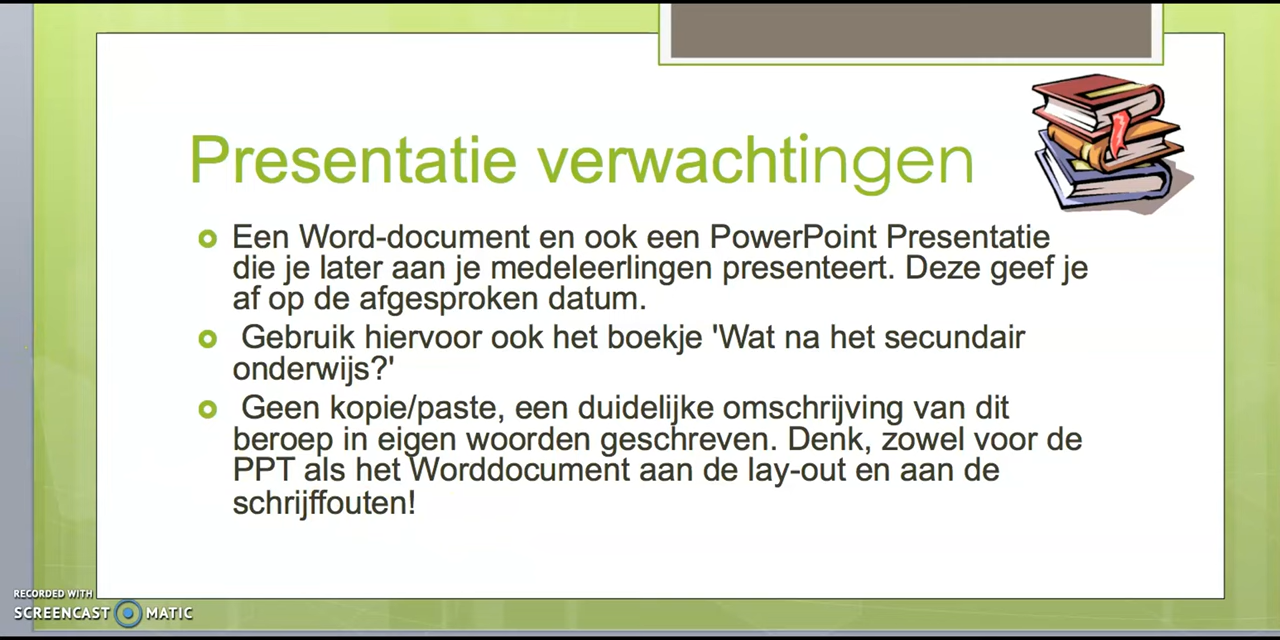 Presentatie verwachtingen
Een Word-document en ook een PowerPoint Presentatie
die je later aan je medeleerlingen presenteert. Deze geef je
af op de afgesproken datum.
Gebruik hiervoor ook het boekje 'Wat na het secundair
onderwijs?'
Geen kopie/paste, een duidelijke omschrijving van dit
beroep in eigen woorden geschreven. Denk, zowel voor de
PPT als het Worddocument aan de lay-out en aan de
schrijffouten!
RECORDED WITH
SCREENCAST MATIC